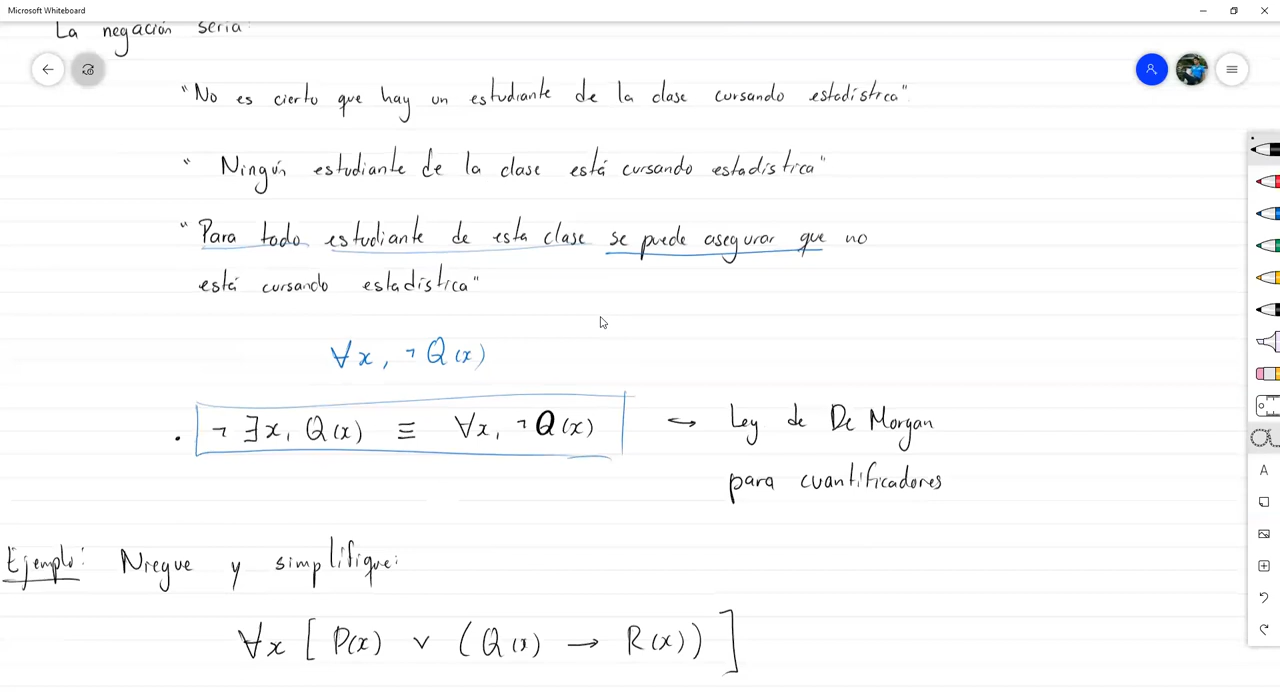 Microsoft Whiteboard
La negación sería:
"No es cierto que hay un estudiante de la clase cursando estadística"
"Ningún estudiante de la clase está cursando estadística"
"Para todo estudiante de esta clase se puede asegurar que no
está cursando estadística"
∀x, ¬Q(x)
¬∃x, Q(x) ≡ ∀x, ¬Q(x) ← Ley de De Morgan
para cuantificadores
Ejemplo: Niegue y simplifique:
∀x [P(x) ∨ (Q(x) → R(x))]